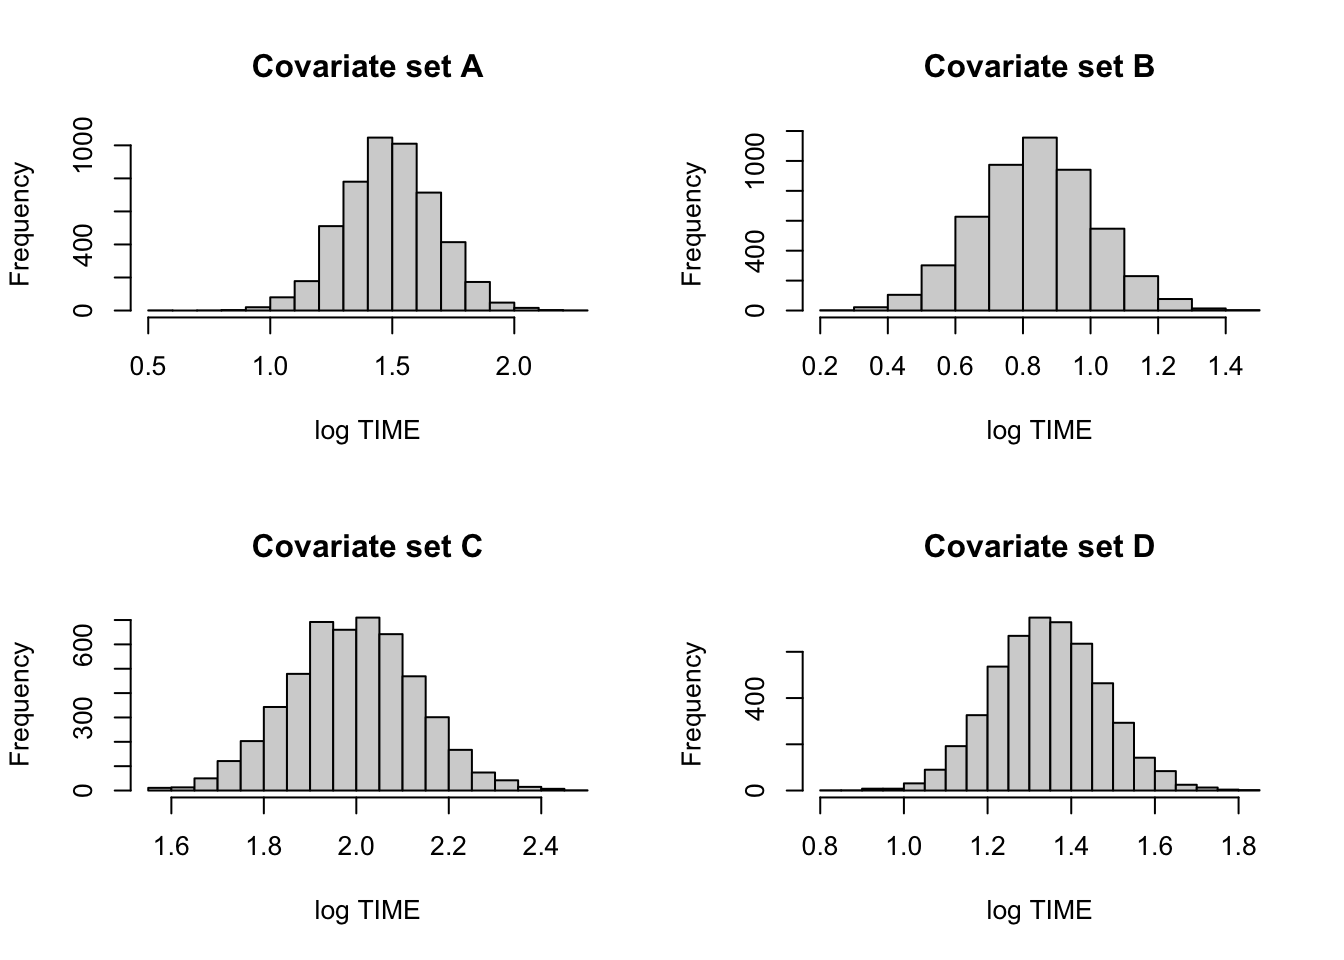 Covariate set A
Frequency
0 400 1000
0.5 1.0 1.5 2.0
log TIME
Covariate set B
Frequency
0 400 1000
0.2 0.4 0.6 0.8 1.0 1.2 1.4
log TIME
Covariate set C
Frequency
0 300 600
1.6 1.8 2.0 2.2 2.4
log TIME
Covariate set D
Frequency
0 400
0.8 1.0 1.2 1.4 1.6 1.8
log TIME